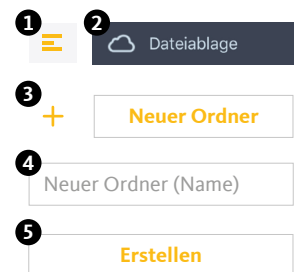 1 2 Dateiablage
3 + Neuer Ordner
4 Neuer Ordner (Name)
5 Erstellen